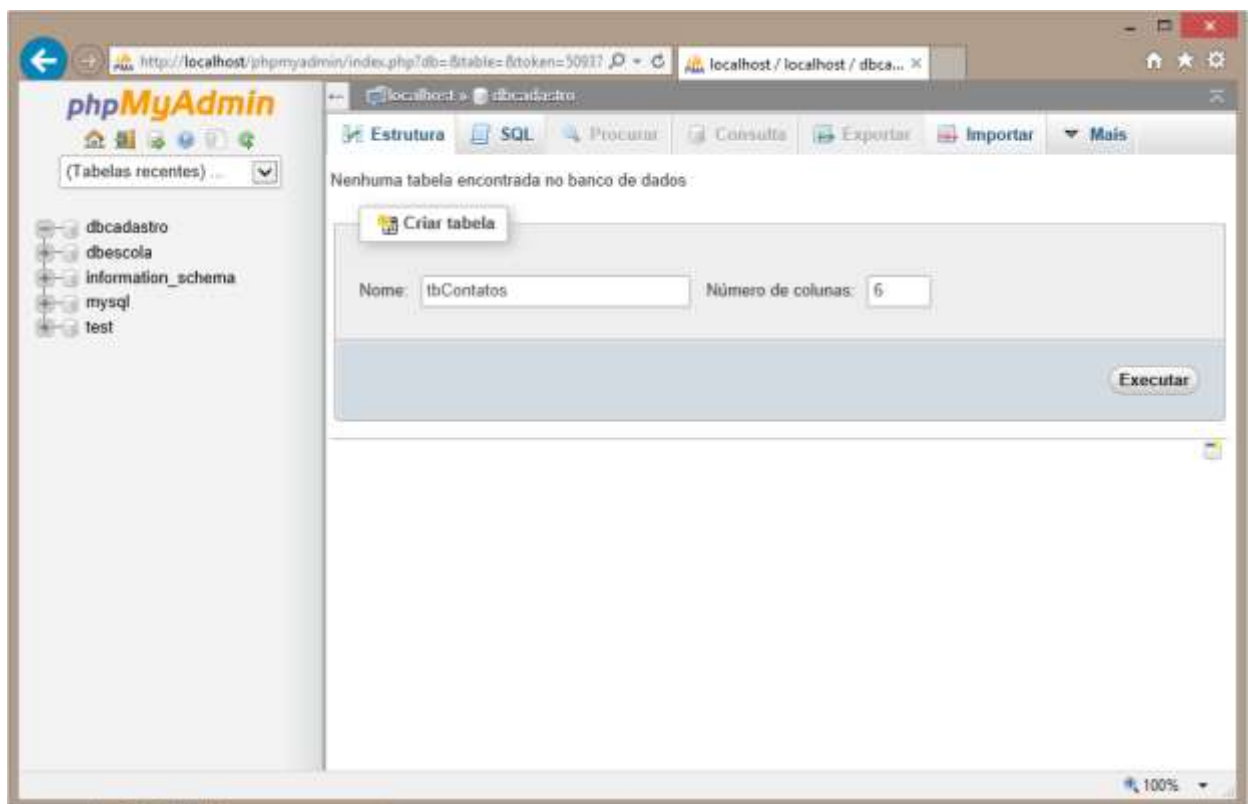 http://localhost/phpmyadmin/index.php?db=&table=&token=50937
localhost / localhost / dbca...
phpMyAdmin
(Tabelas recentes) ...
dbcadastro
dbescola
information_schema
mysql
test
localhost » dbcadastro
Estrutura SQL Procurar Consulta Exportar Importar Mais
Nenhuma tabela encontrada no banco de dados
Criar tabela
Nome: tbContatos Número de colunas: 6
Executar
100%